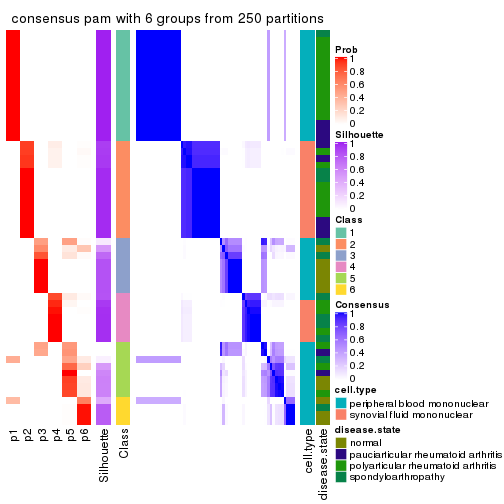 consensus pam with 6 groups from 250 partitions
Prob
1
0.8
0.6
0.4
0.2
0
Silhouette
1
0.8
0.6
0.4
0.2
0
Class
1
2
3
4
5
6
Consensus
1
0.8
0.6
0.4
0.2
0
cell.type
peripheral blood mononuclear
synovial fluid mononuclear
disease.state
normal
pauciarticular rheumatoid arthritis
polyarticular rheumatoid arthritis
spondyloarthropathy
p1
p2
p3
p4
p5
p6
Silhouette
Class
cell.type
disease.state